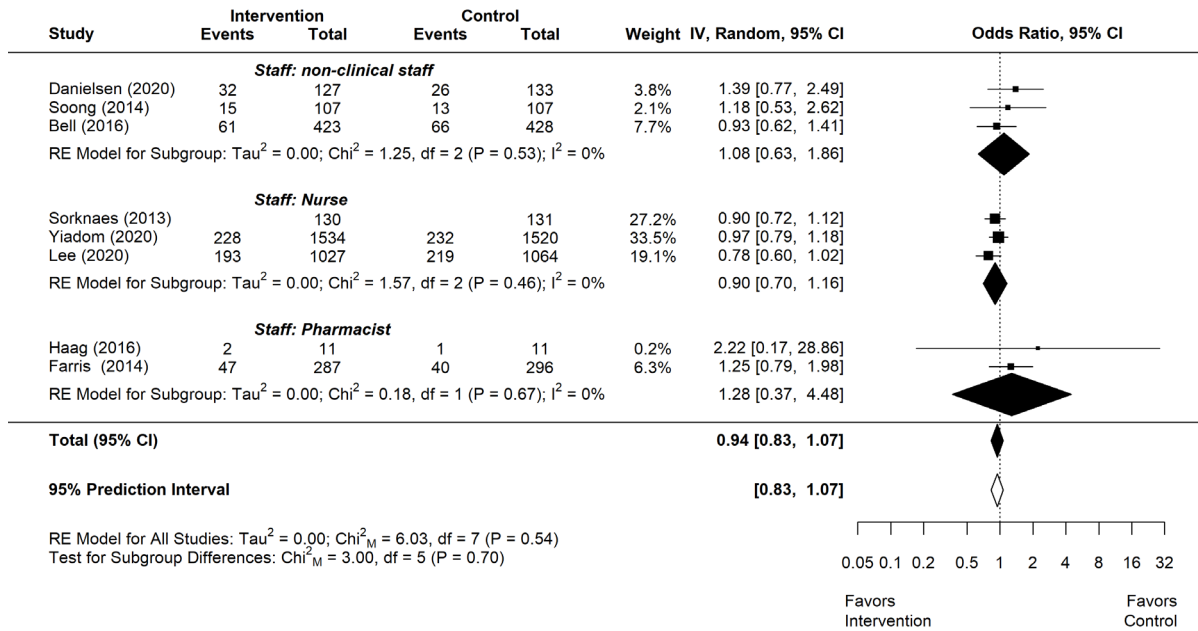 Intervention Control
Study Events Total Events Total Weight IV, Random, 95% CI Odds Ratio, 95% CI
Staff: non-clinical staff
Danielsen (2020) 32 127 26 133 3.8% 1.39 [0.77, 2.49]
Soong (2014) 15 107 13 107 2.1% 1.18 [0.53, 2.62]
Bell (2016) 61 423 66 428 7.7% 0.93 [0.62, 1.41]
RE Model for Subgroup: Tau² = 0.00; Chi² = 1.25, df = 2 (P = 0.53); I² = 0% 1.08 [0.63, 1.86]
Staff: Nurse
Sorknaes (2013) 130 131 27.2% 0.90 [0.72, 1.12]
Yiadom (2020) 228 1534 232 1520 33.5% 0.97 [0.79, 1.18]
Lee (2020) 193 1027 219 1064 19.1% 0.78 [0.60, 1.02]
RE Model for Subgroup: Tau² = 0.00; Chi² = 1.57, df = 2 (P = 0.46); I² = 0% 0.90 [0.70, 1.16]
Staff: Pharmacist
Haag (2016) 2 11 1 11 0.2% 2.22 [0.17, 28.86]
Farris (2014) 47 287 40 296 6.3% 1.25 [0.79, 1.98]
RE Model for Subgroup: Tau² = 0.00; Chi² = 0.18, df = 1 (P = 0.67); I² = 0% 1.28 [0.37, 4.48]
Total (95% CI) 0.94 [0.83, 1.07]
95% Prediction Interval [0.83, 1.07]
RE Model for All Studies: Tau² = 0.00; Chi²M = 6.03, df = 7 (P = 0.54)
Test for Subgroup Differences: Chi²M = 3.00, df = 5 (P = 0.70)
0.05 0.1 0.2 0.5 1 2 4 8 16 32
Favors Favors
Intervention Control